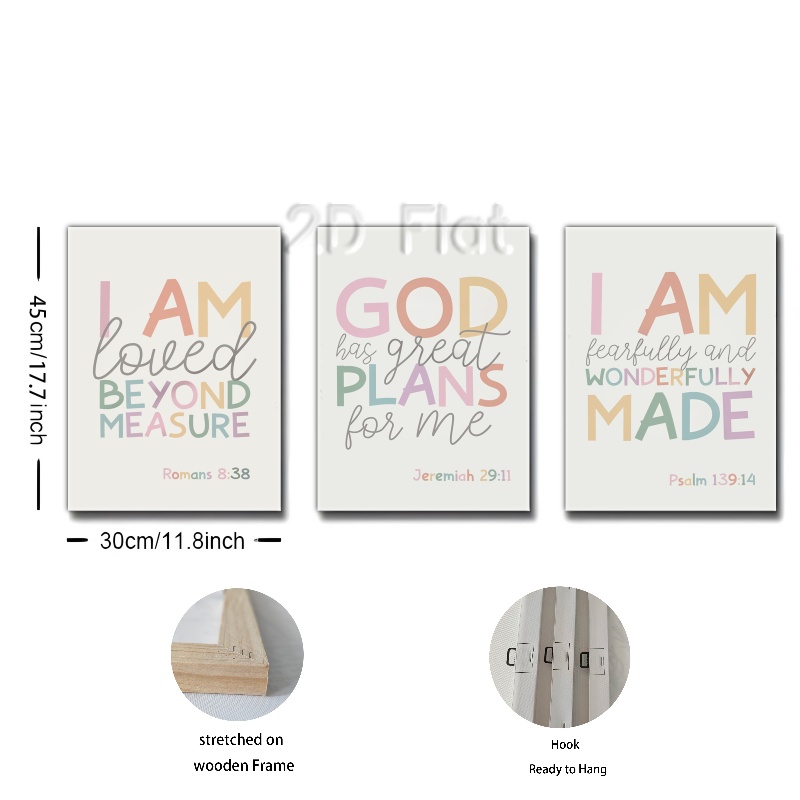 2.D Flat.
45cm/17.7inch
I AM
loved
BEYOND
MEASURE
Romans 8:38
GOD
has great
PLANS
for me
Jeremiah 29:11
I AM
fearfully and
WONDERFULLY
MADE
Psalm 139:14
30cm/11.8inch
stretched on
wooden Frame
Hook
Ready to Hang